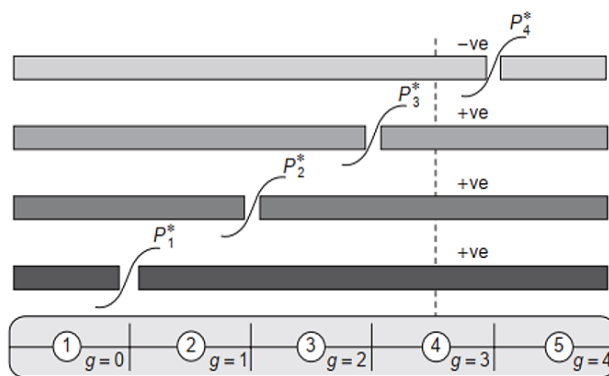 −ve P*4
+ve P*3
+ve P*2
+ve P*1
1 2 3 4 5
g=0 g=1 g=2 g=3 g=4